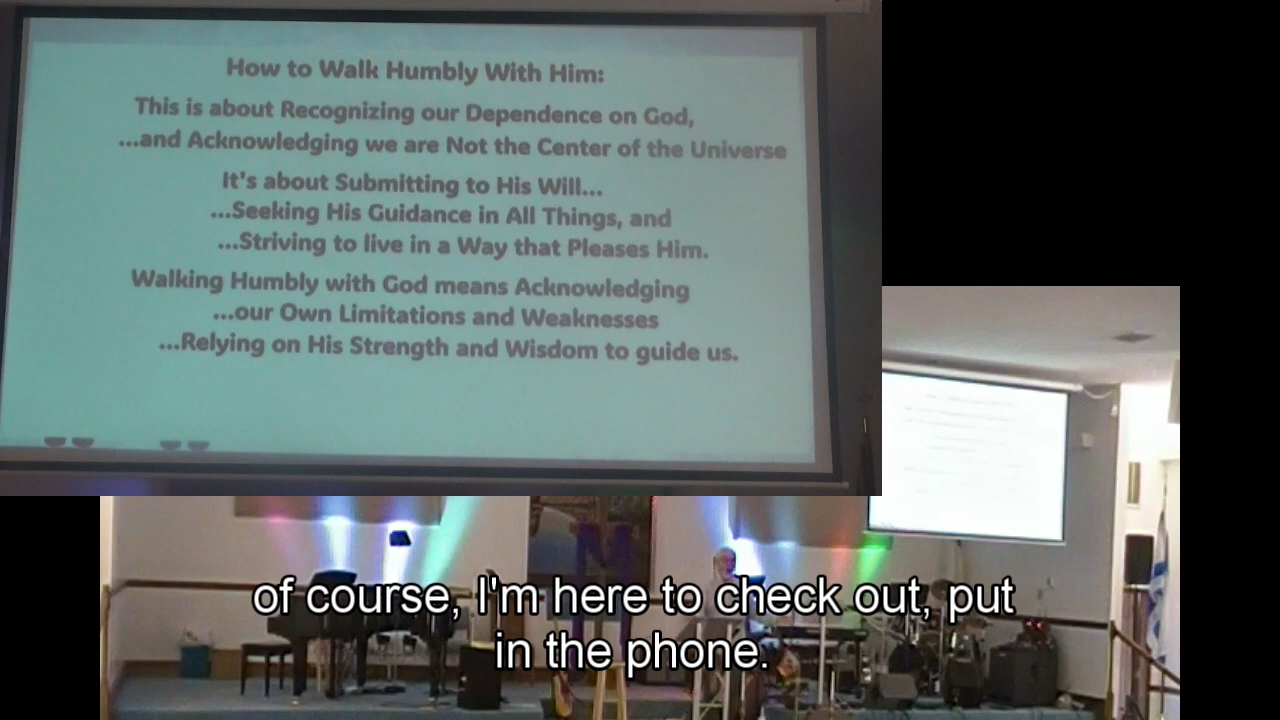 How to Walk Humbly With Him:
This is about Recognizing our Dependence on God,
...and Acknowledging we are Not the Center of the Universe
It's about Submitting to His Will...
...Seeking His Guidance in All Things, and
...Striving to live in a Way that Pleases Him.
Walking Humbly with God means Acknowledging
...our Own Limitations and Weaknesses
...Relying on His Strength and Wisdom to guide us.
of course, I'm here to check out, put
in the phone.